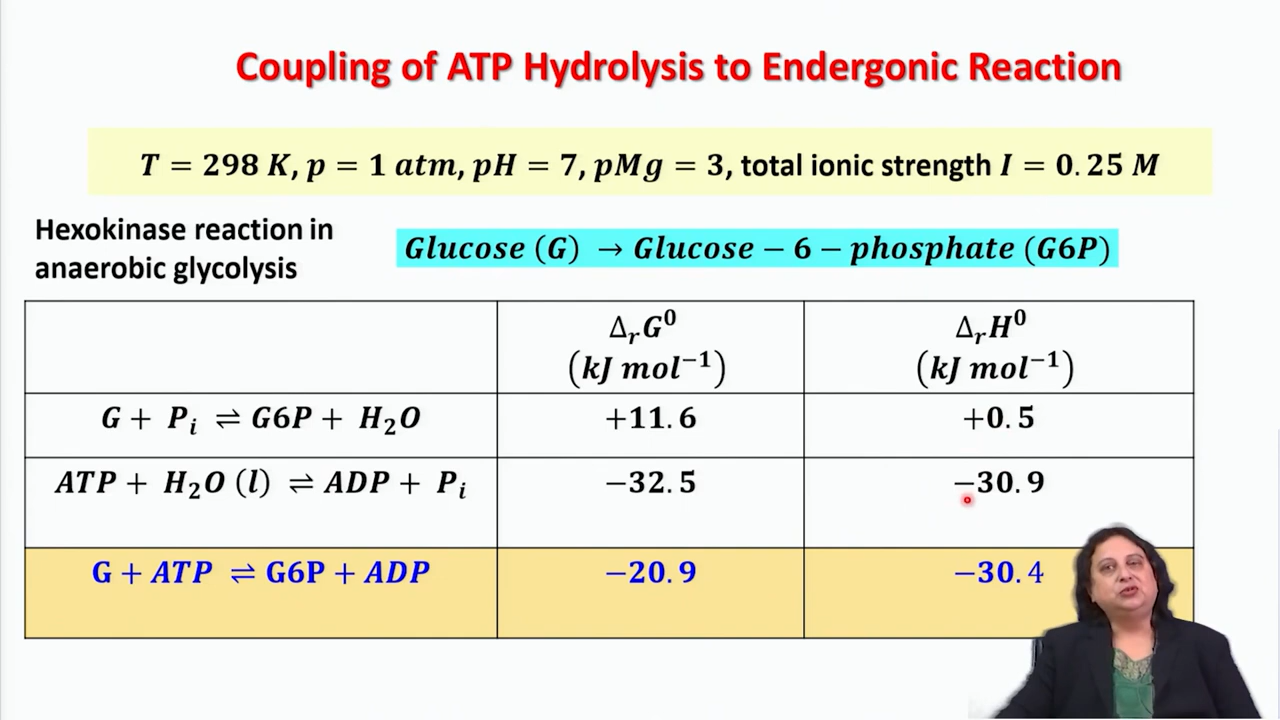 Coupling of ATP Hydrolysis to Endergonic Reaction
T = 298 K, p = 1 atm, pH = 7, pMg = 3, total ionic strength I = 0.25 M
Hexokinase reaction in
anaerobic glycolysis
Glucose (G) → Glucose − 6 − phosphate (G6P)
ΔᵣG⁰
(kJ mol⁻¹)
ΔᵣH⁰
(kJ mol⁻¹)
G + Pᵢ ⇌ G6P + H₂O
+11.6
+0.5
ATP + H₂O (l) ⇌ ADP + Pᵢ
−32.5
−30.9
G + ATP ⇌ G6P + ADP
−20.9
−30.4